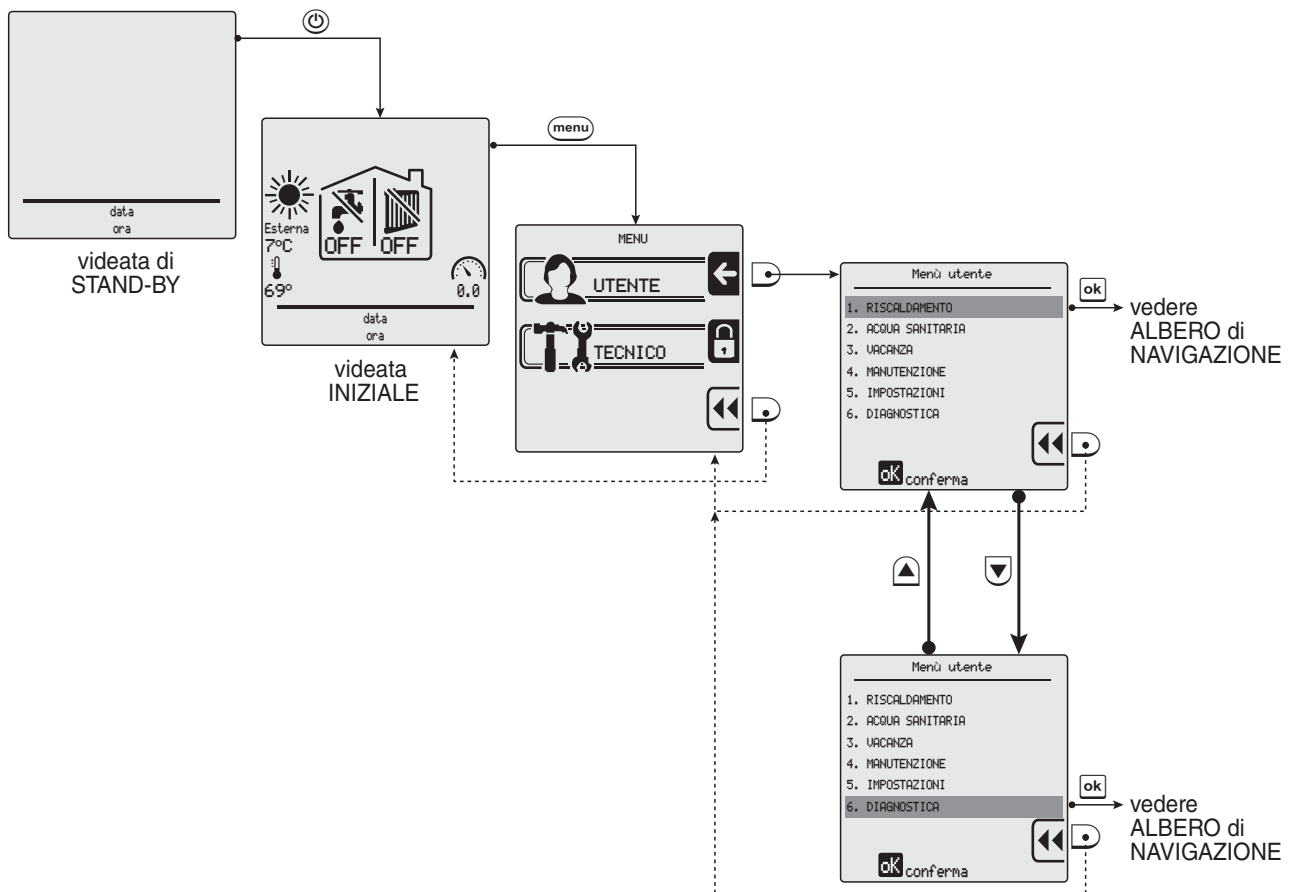 data
ora
videata di
STAND-BY
Esterna
7°C
69°
OFF
OFF
0.0
data
ora
videata
INIZIALE
menu
MENU
UTENTE
TECNICO
Menù utente
1. RISCALDAMENTO
2. ACQUA SANITARIA
3. VACANZA
4. MANUTENZIONE
5. IMPOSTAZIONI
6. DIAGNOSTICA
oK conferma
ok
vedere
ALBERO di
NAVIGAZIONE
Menù utente
1. RISCALDAMENTO
2. ACQUA SANITARIA
3. VACANZA
4. MANUTENZIONE
5. IMPOSTAZIONI
6. DIAGNOSTICA
oK conferma
ok
vedere
ALBERO di
NAVIGAZIONE